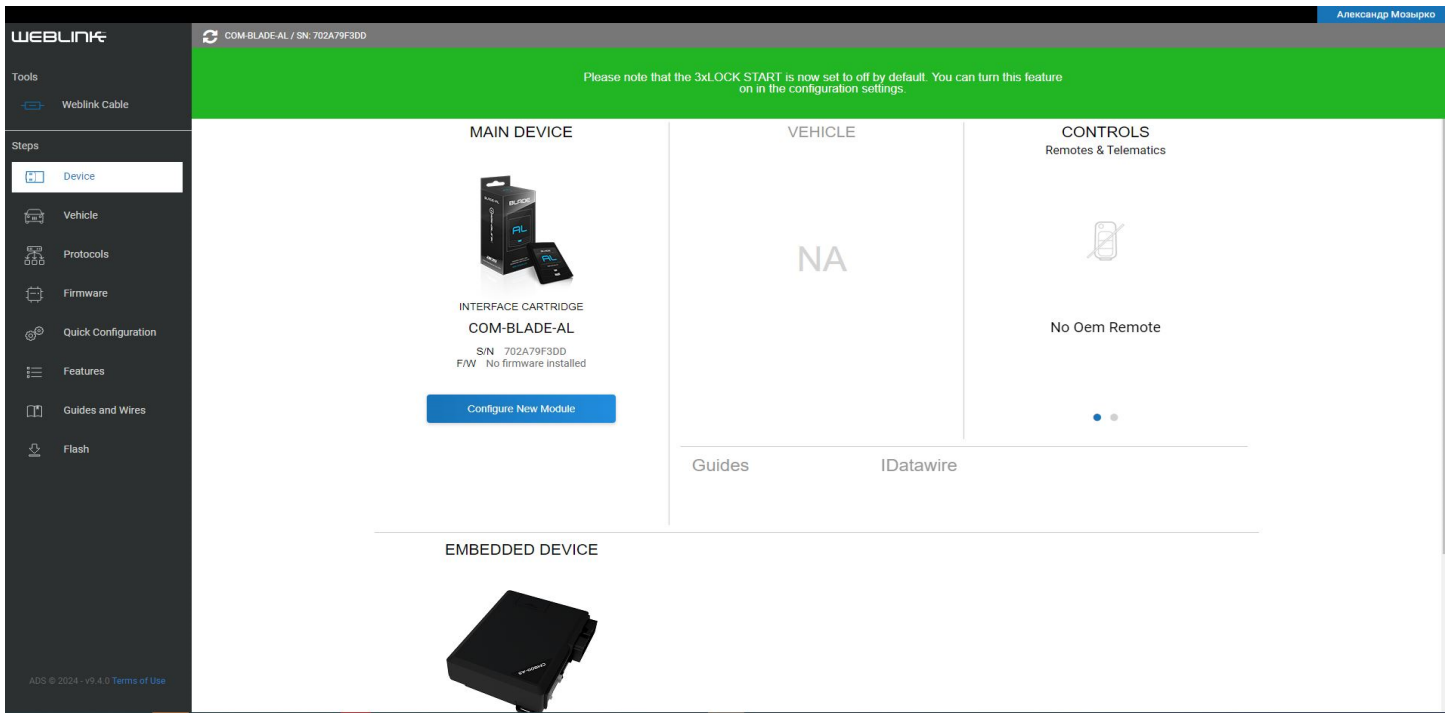 Александр Мозырко
WEBLINK
COM-BLADE-AL / SN: 702A79F3DD
Please note that the 3xLOCK START is now set to off by default. You can turn this feature
on in the configuration settings.
Tools
Weblink Cable
Steps
Device
Vehicle
Protocols
Firmware
Quick Configuration
Features
Guides and Wires
Flash
ADS © 2024 - v9.4.0 Terms of Use
MAIN DEVICE
BLADE
AL
AL
INTERFACE CARTRIDGE
COM-BLADE-AL
S/N 702A79F3DD
F/W No firmware installed
Configure New Module
VEHICLE
NA
CONTROLS
Remotes & Telematics
No Oem Remote
Guides IDatawire
EMBEDDED DEVICE